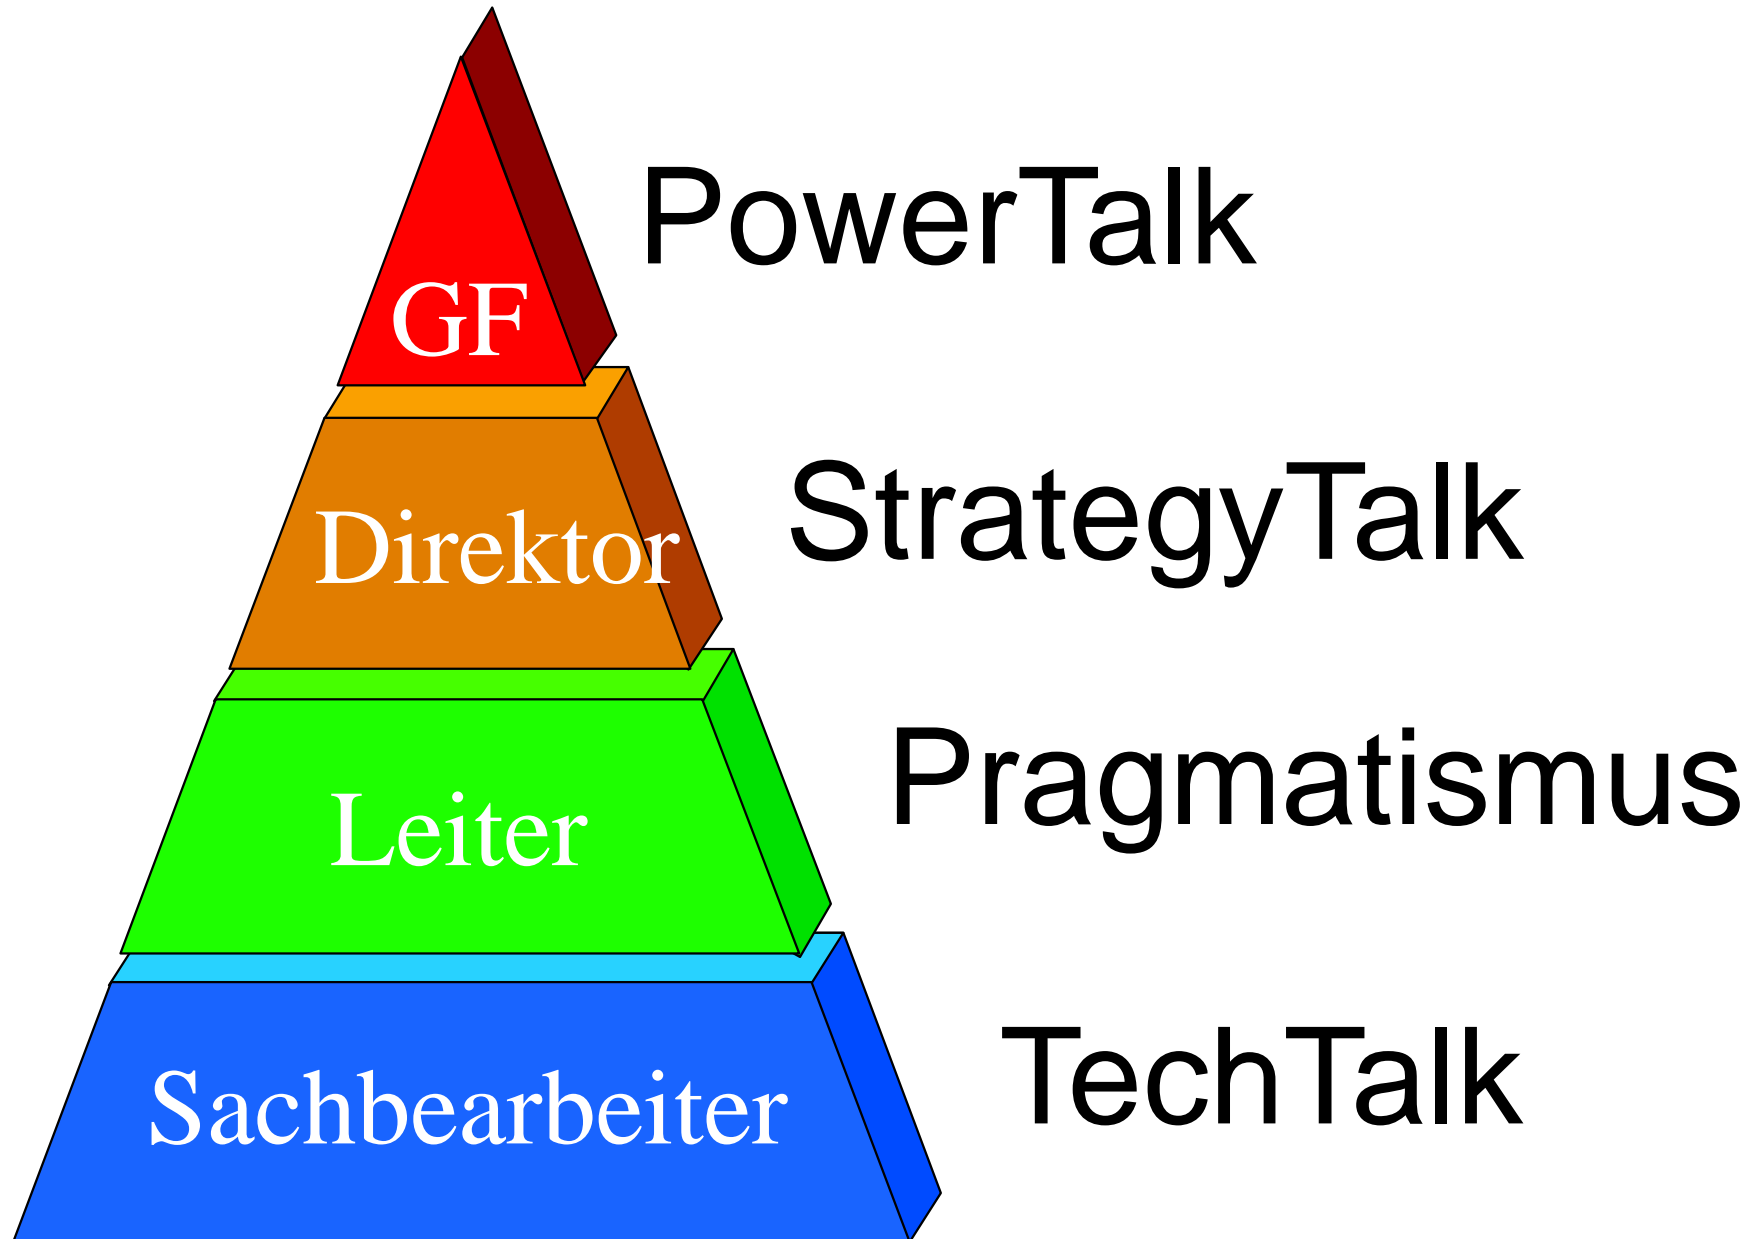 PowerTalk
GF
StrategyTalk
Direktor
Pragmatismus
Leiter
TechTalk
Sachbearbeiter